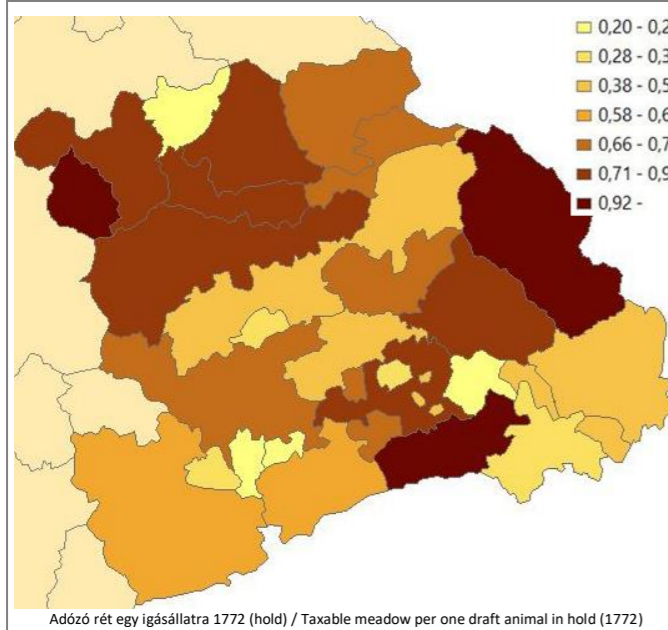 0,20 - 0,2
0,28 - 0,3
0,38 - 0,5
0,58 - 0,6
0,66 - 0,7
0,71 - 0,9
0,92 -
Adózó rét egy igásállatra 1772 (hold) / Taxable meadow per one draft animal in hold (1772)